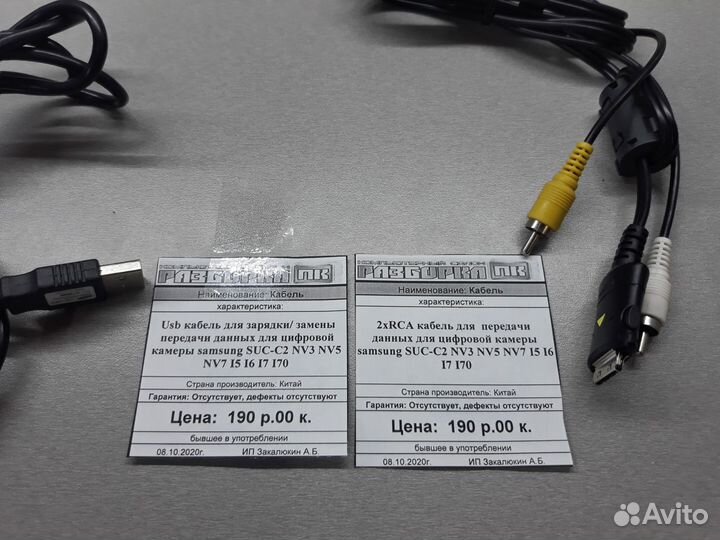 КОМПЬЮТЕРНЫЙ САЛОН
РАЗБИРКА ПК
Наименование: Кабель
характеристика:
Usb кабель для зарядки/ замены
передачи данных для цифровой
камеры samsung SUC-C2 NV3 NV5
NV7 I5 I6 I7 I70
Страна производитель: Китай
Гарантия: Отсутствует, дефекты отсутствуют
Цена: 190 р.00 к.
бывшее в употреблении
08.10.2020г. ИП Закалюкин А.Б.
КОМПЬЮТЕРНЫЙ САЛОН
РАЗБИРКА ПК
Наименование: Кабель
характеристика:
2xRCA кабель для передачи
данных для цифровой камеры
samsung SUC-C2 NV3 NV5 NV7 I5 I6
I7 I70
Страна производитель: Китай
Гарантия: Отсутствует, дефекты отсутствуют
Цена: 190 р.00 к.
бывшее в употреблении
08.10.2020г. ИП Закалюкин А.Б.
Avito